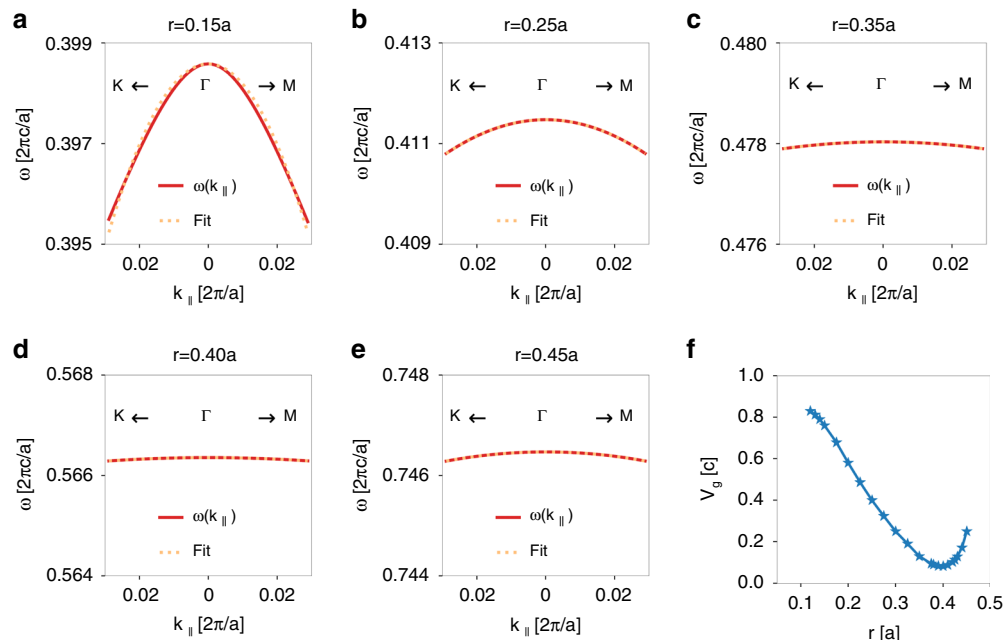 a
r=0.15a
0.399
0.397
0.395
ω [2πc/a]
K ← Γ → M
ω(k∥)
Fit
0.02 0 0.02
k∥ [2π/a]
b
r=0.25a
0.413
0.411
0.409
ω [2πc/a]
K ← Γ → M
ω(k∥)
Fit
0.02 0 0.02
k∥ [2π/a]
c
r=0.35a
0.480
0.478
0.476
ω [2πc/a]
K ← Γ → M
ω(k∥)
Fit
0.02 0 0.02
k∥ [2π/a]
d
r=0.40a
0.568
0.566
0.564
ω [2πc/a]
K ← Γ → M
ω(k∥)
Fit
0.02 0 0.02
k∥ [2π/a]
e
r=0.45a
0.748
0.746
0.744
ω [2πc/a]
K ← Γ → M
ω(k∥)
Fit
0.02 0 0.02
k∥ [2π/a]
f
1.0
0.8
0.6
0.4
0.2
0.0
Vg [c]
0.1 0.2 0.3 0.4 0.5
r [a]